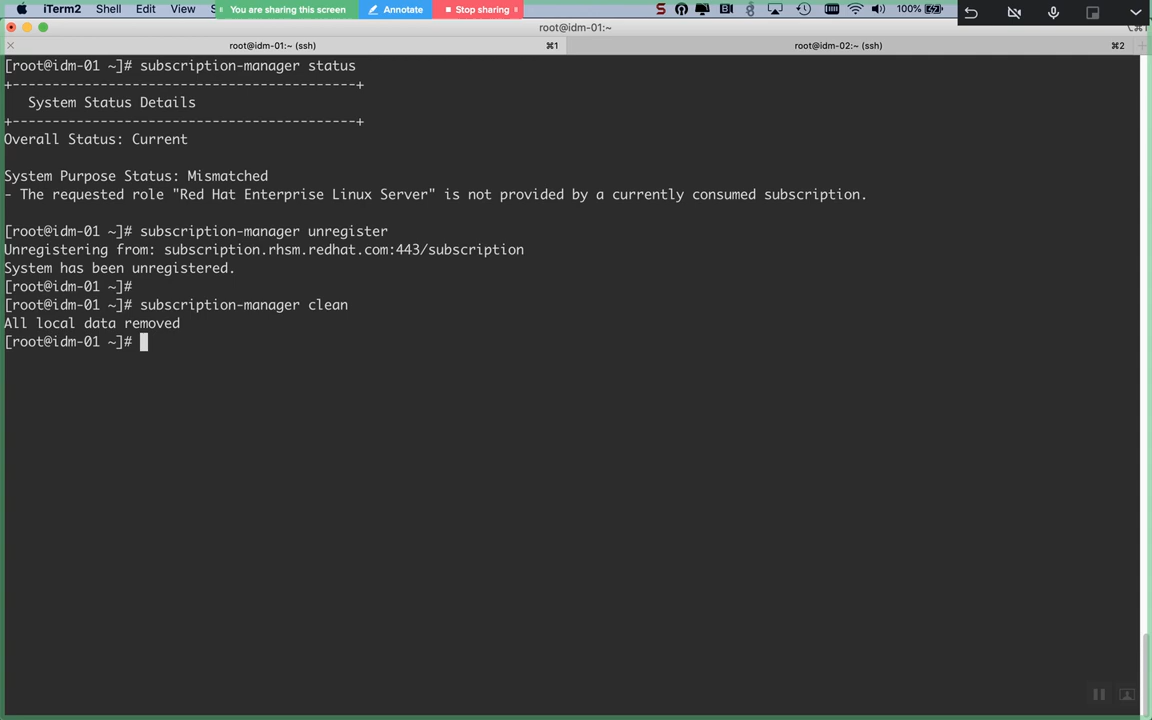 iTerm2 Shell Edit View S You are sharing this screen Annotate Stop sharing 100%
root@idm-01:~
root@idm-01:~ (ssh) ⌘1 root@idm-02:~ (ssh) ⌘2
[root@idm-01 ~]# subscription-manager status
+-------------------------------------------+
System Status Details
+-------------------------------------------+
Overall Status: Current
System Purpose Status: Mismatched
- The requested role "Red Hat Enterprise Linux Server" is not provided by a currently consumed subscription.
[root@idm-01 ~]# subscription-manager unregister
Unregistering from: subscription.rhsm.redhat.com:443/subscription
System has been unregistered.
[root@idm-01 ~]#
[root@idm-01 ~]# subscription-manager clean
All local data removed
[root@idm-01 ~]#